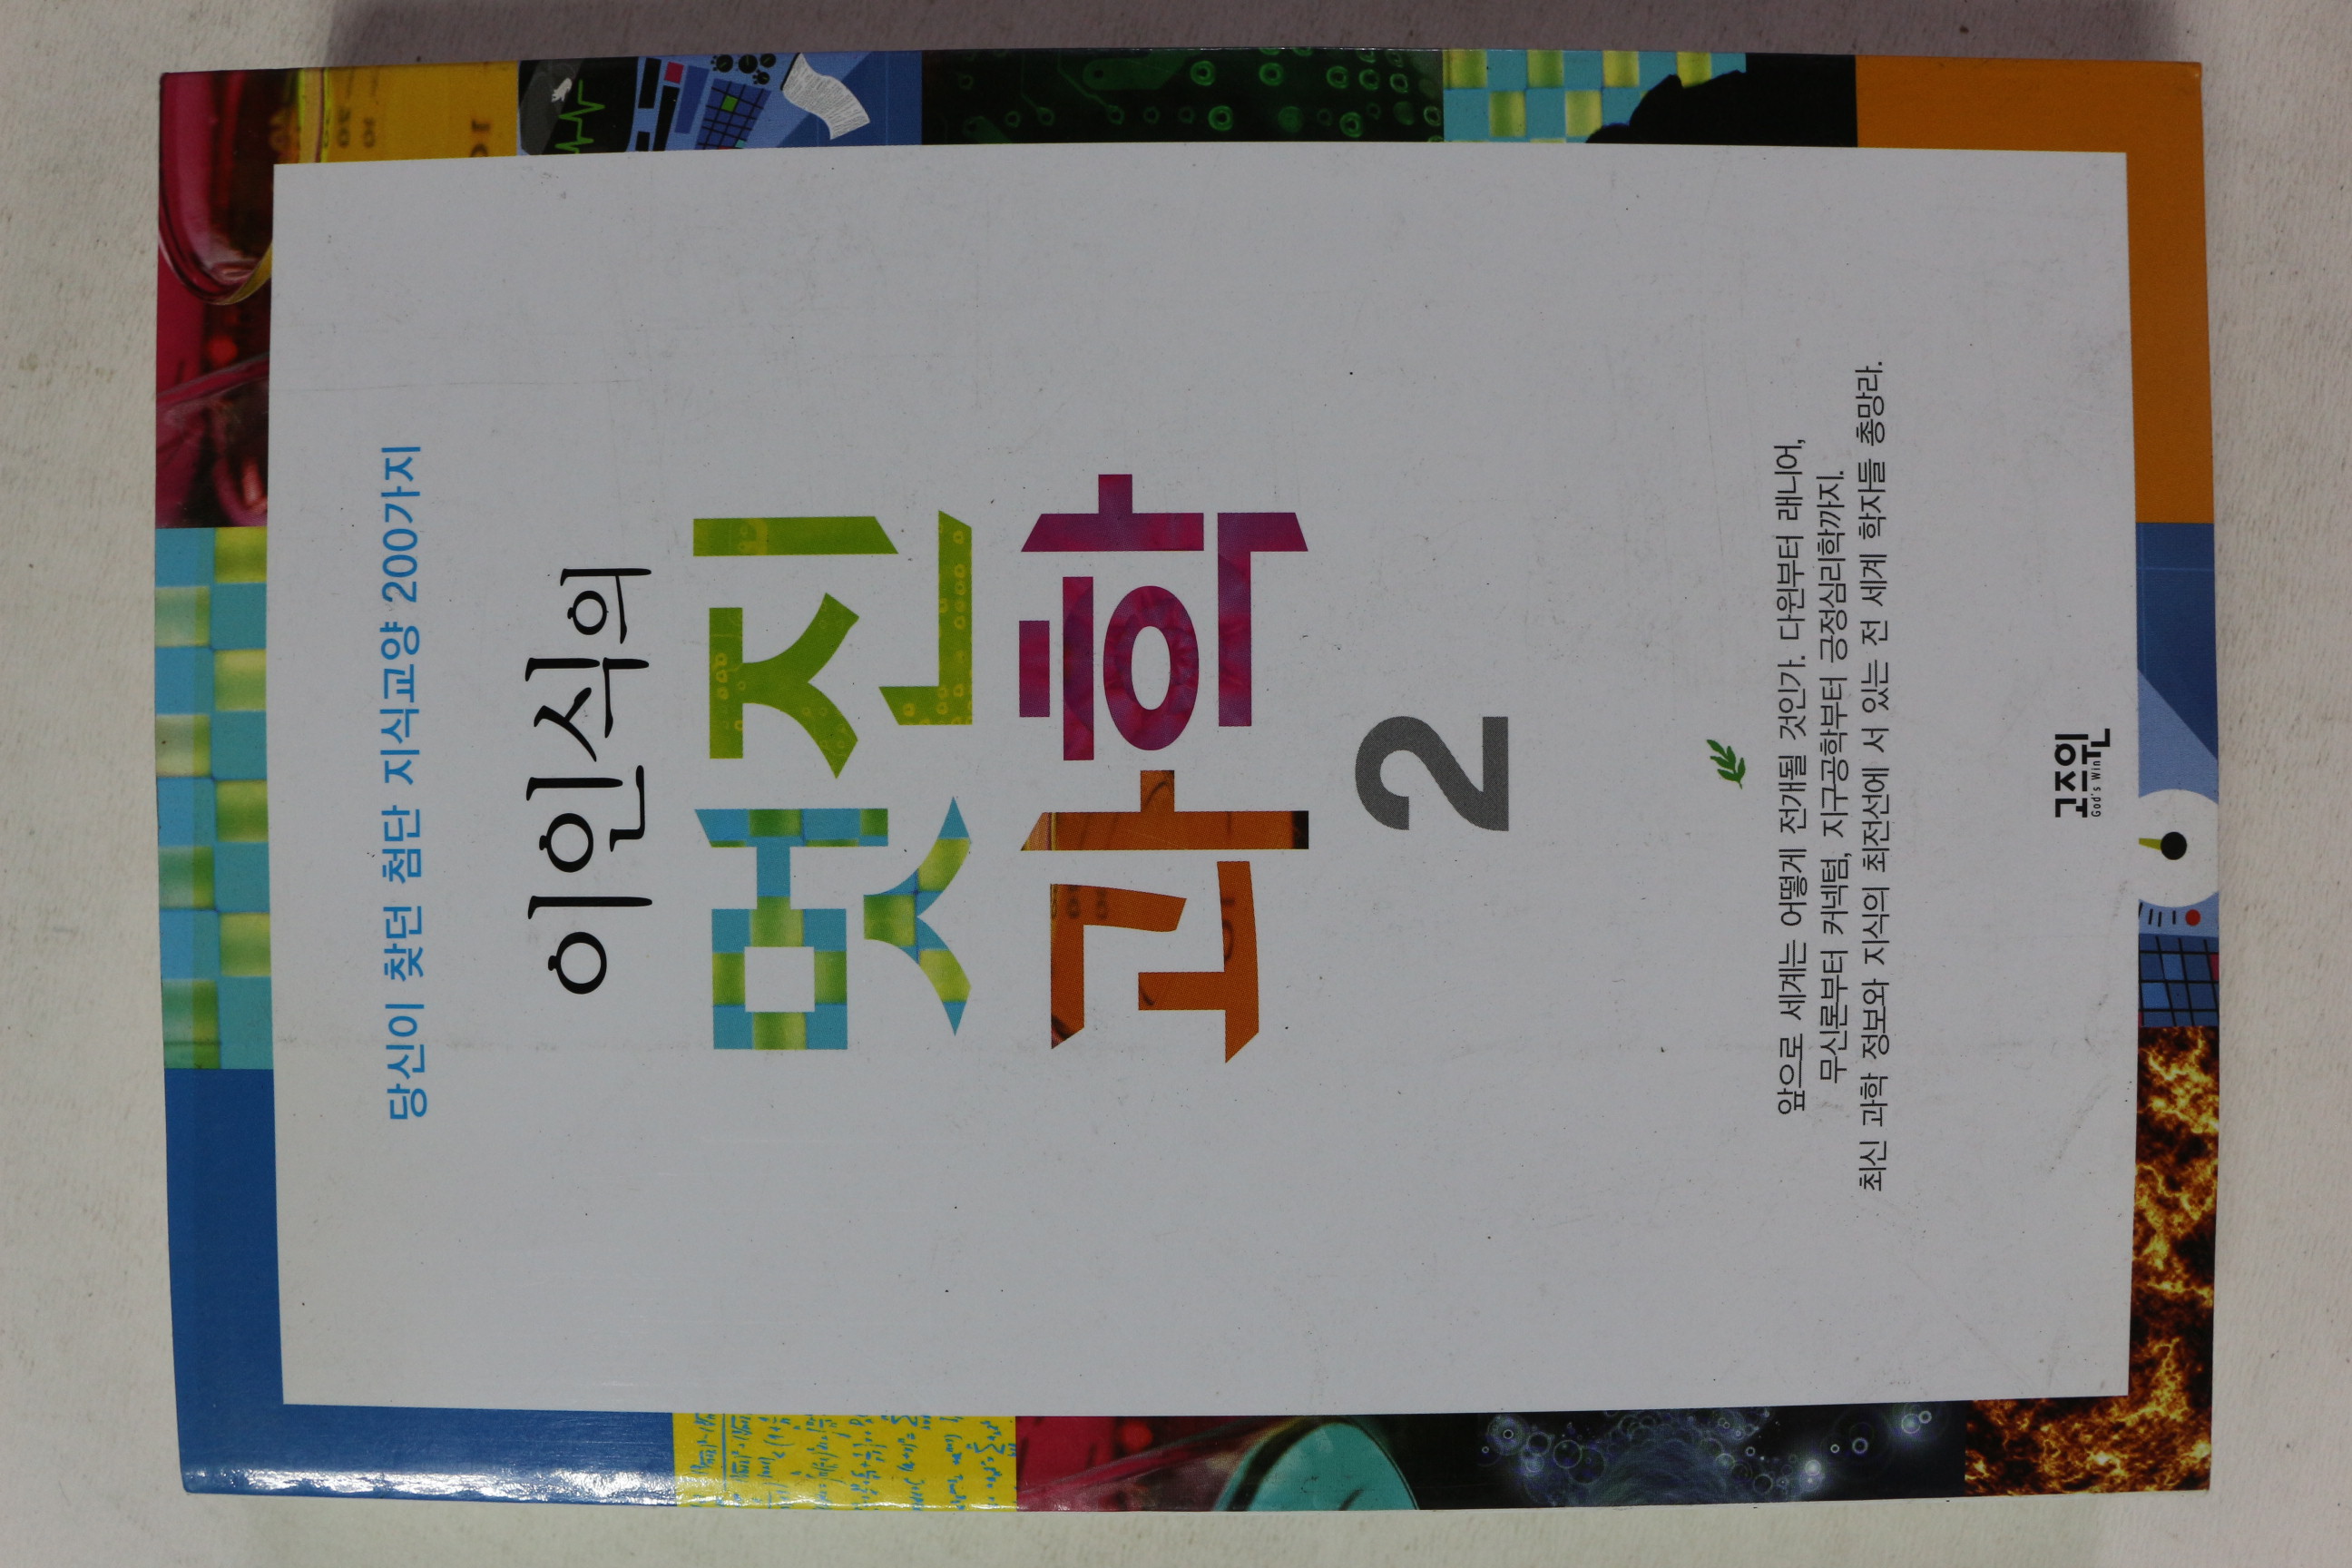 당신이 찾던 첨단 지식교양 200가지
이인식의
멋진
과학
2
앞으로 세계는 어떻게 전개될 것인가. 다윈부터 래니어,
무신론부터 커넥텀, 지구공학부터 긍정심리학까지.
최신 과학 정보와 지식의 최전선에 서 있는 전 세계 학자들 총망라.
고즈윈
God's Win